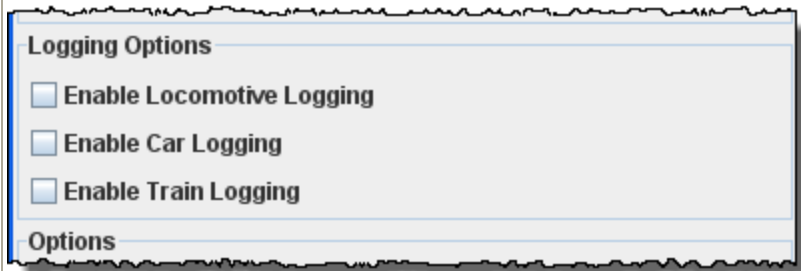 Logging Options
Enable Locomotive Logging
Enable Car Logging
Enable Train Logging
Options